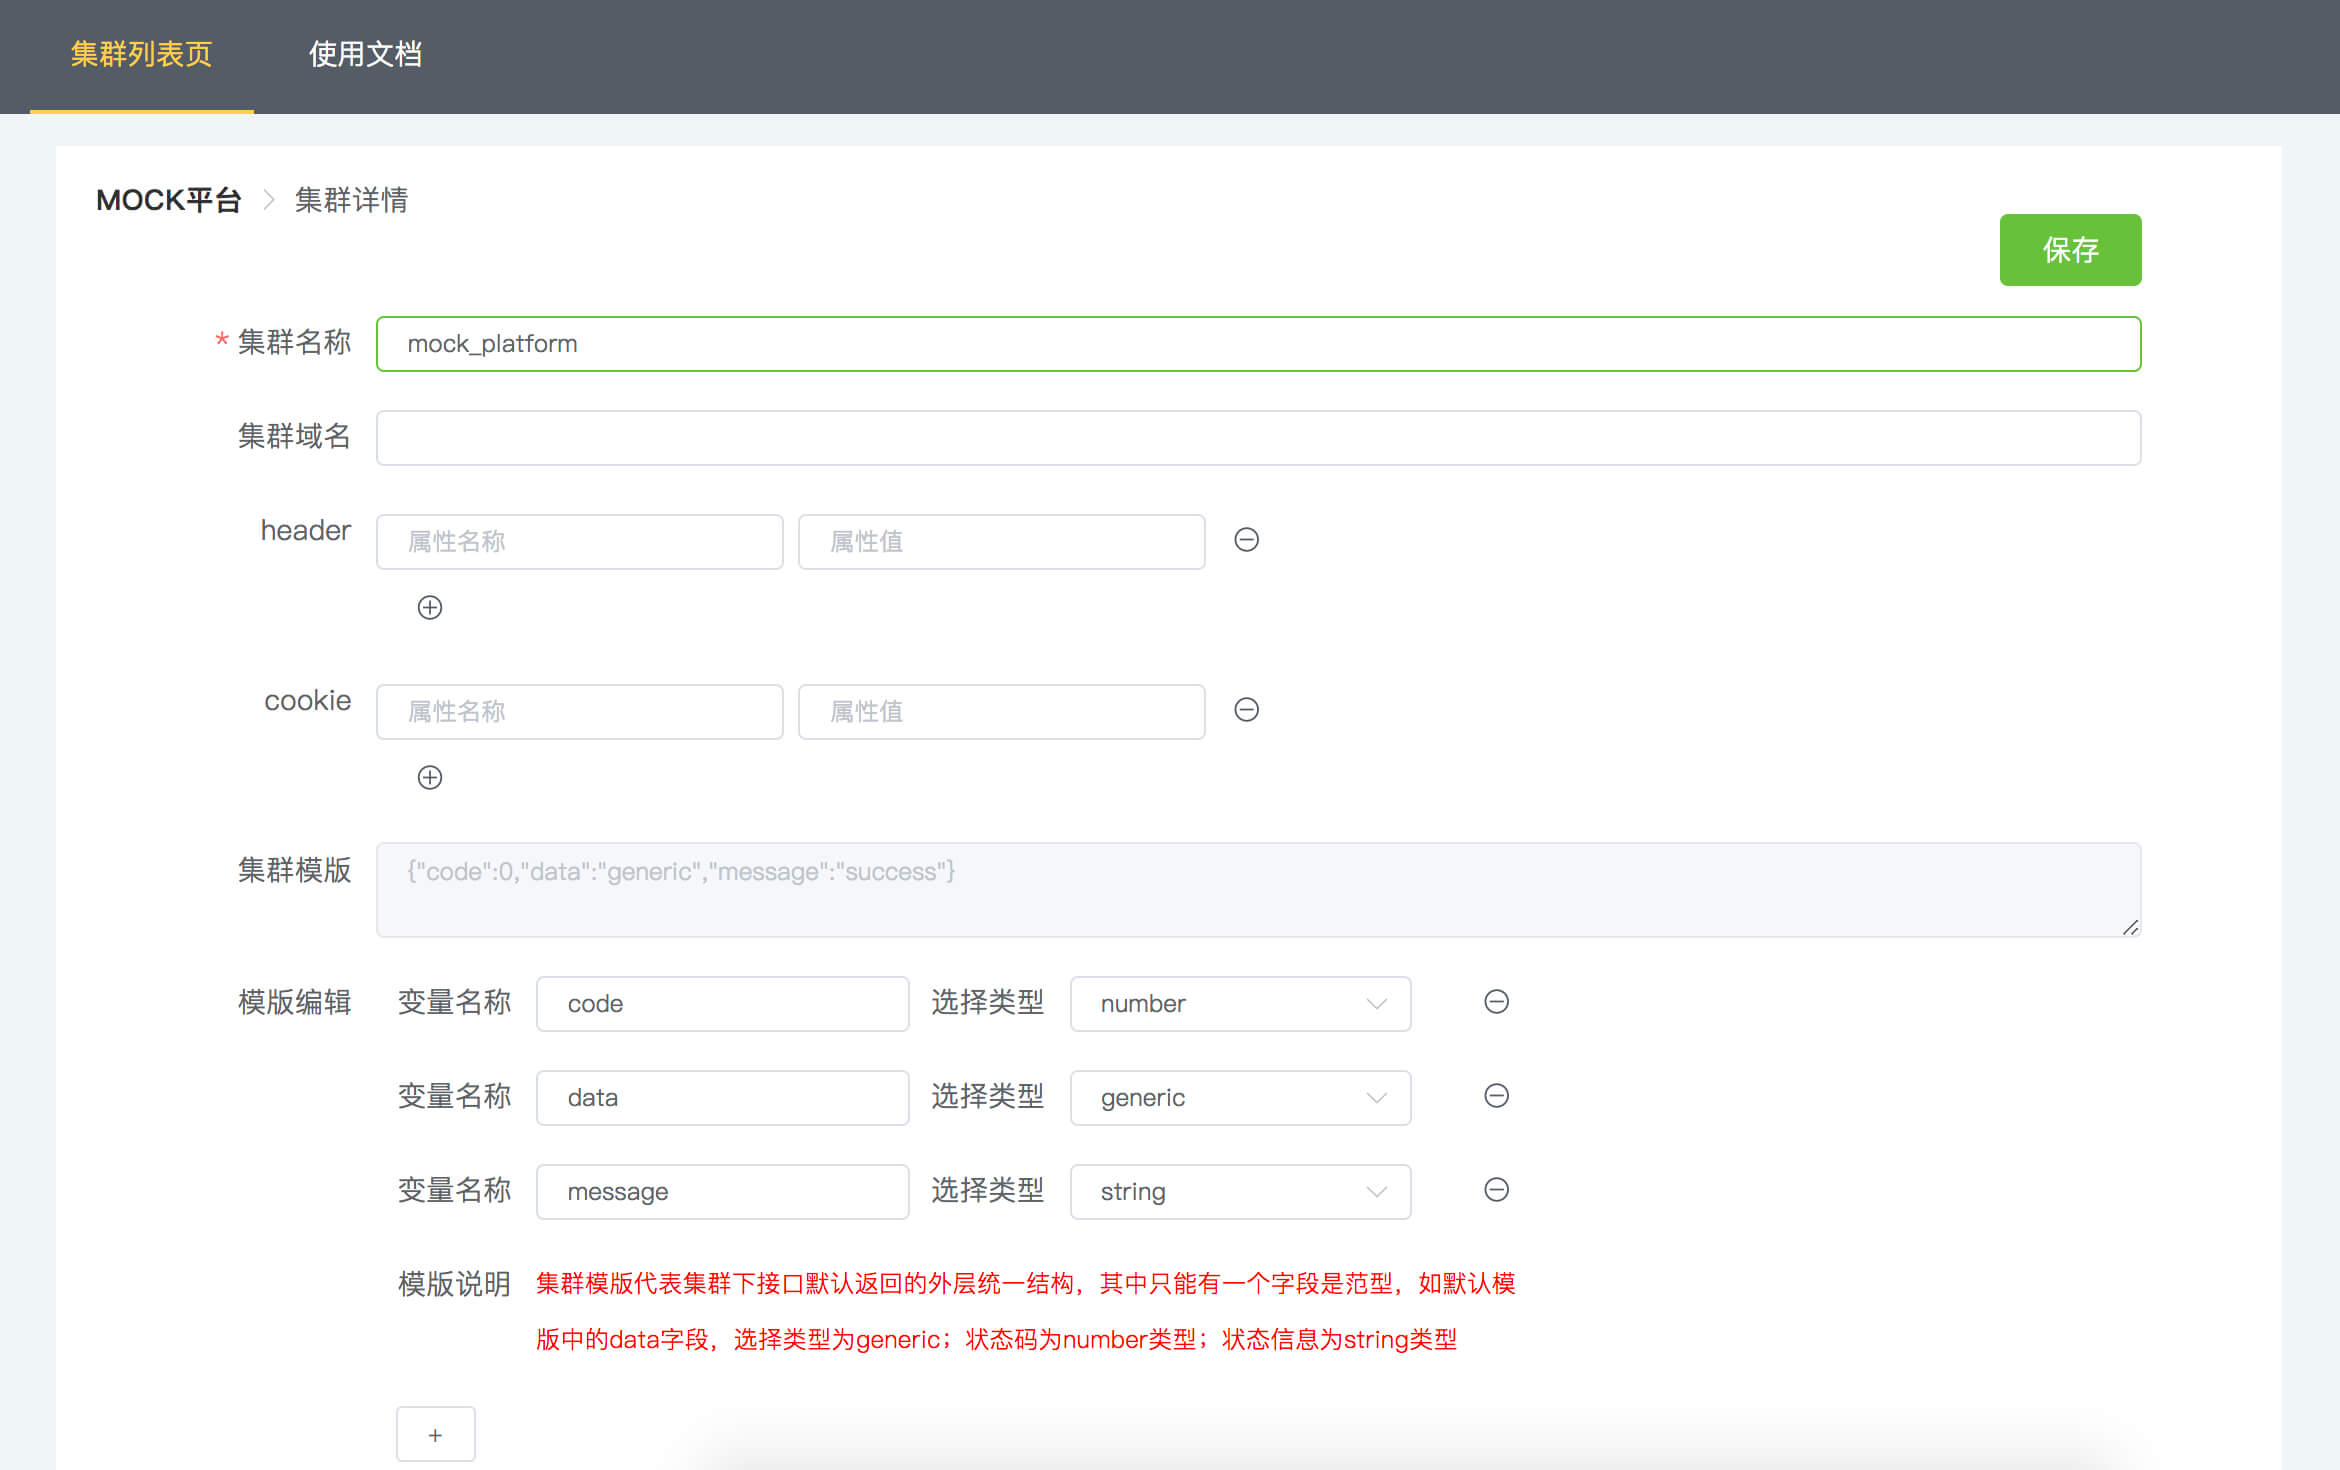 集群列表页 使用文档
MOCK平台 > 集群详情
保存
* 集群名称 mock_platform
集群域名
header 属性名称 属性值
cookie 属性名称 属性值
集群模版 {"code":0,"data":"generic","message":"success"}
模版编辑 变量名称 code 选择类型 number
变量名称 data 选择类型 generic
变量名称 message 选择类型 string
模版说明 集群模版代表集群下接口默认返回的外层统一结构，其中只能有一个字段是范型，如默认模
版中的data字段，选择类型为generic；状态码为number类型；状态信息为string类型
+